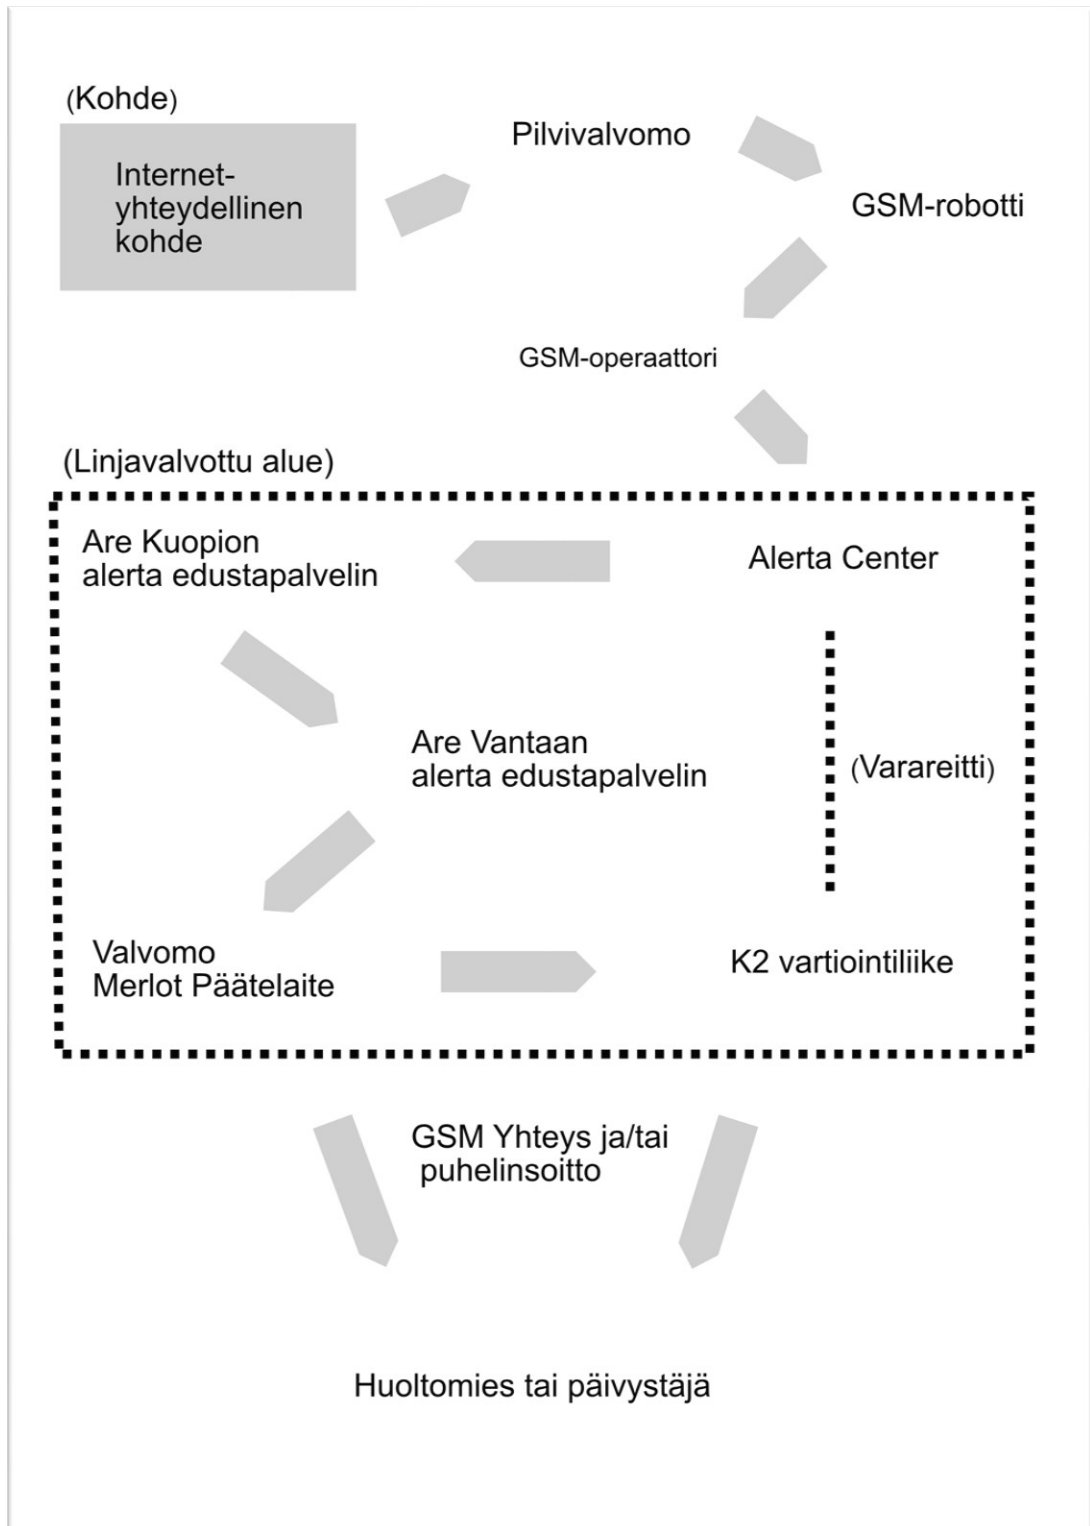 (Kohde)
Internet-
yhteydellinen
kohde
Pilvivalvomo
GSM-robotti
GSM-operaattori
(Linjavalvottu alue)
Are Kuopion
alerta edustapalvelin
Alerta Center
Are Vantaan
alerta edustapalvelin
(Varareitti)
Valvomo
Merlot Päätelaite
K2 vartiointiliike
GSM Yhteys ja/tai
puhelinsoitto
Huoltomies tai päivystäjä